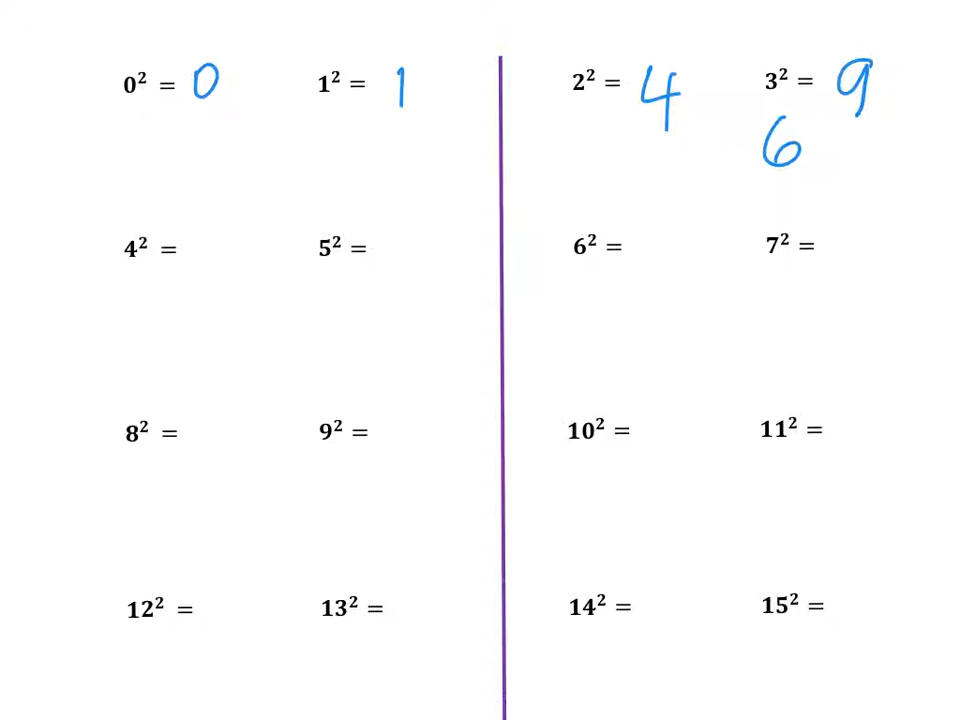 0² = 0 1² = 1 2² = 4 3² = 9
6
4² = 5² = 6² = 7² =
8² = 9² = 10² = 11² =
12² = 13² = 14² = 15² =